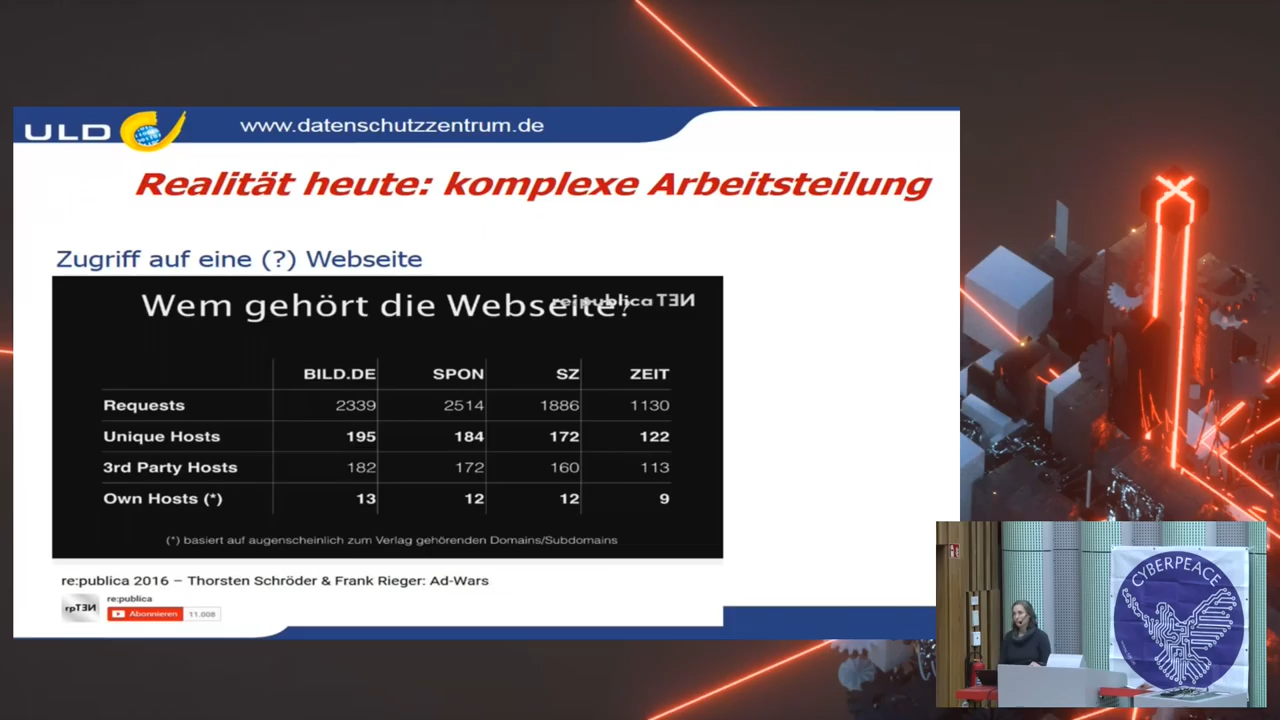 ULD
www.datenschutzzentrum.de
Realität heute: komplexe Arbeitsteilung
Zugriff auf eine (?) Webseite
Wem gehört die Webseite?
re:publica TEN
BILD.DE SPON SZ ZEIT
Requests 2339 2514 1886 1130
Unique Hosts 195 184 172 122
3rd Party Hosts 182 172 160 113
Own Hosts (*) 13 12 12 9
(*) basiert auf augenscheinlich zum Verlag gehörenden Domains/Subdomains
re:publica 2016 – Thorsten Schröder & Frank Rieger: Ad-Wars
rpTEN
re:publica
Abonnieren 11.008
CYBERPEACE